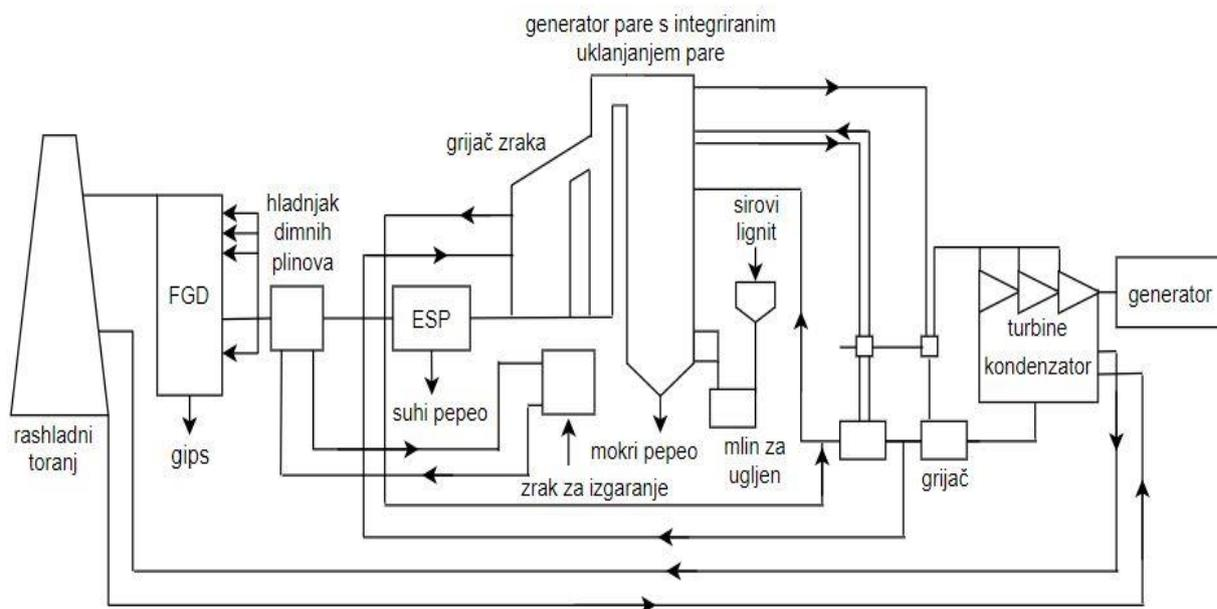 generator pare s integriranim
uklanjanjem pare
grijač zraka
hladnjak
dimnih
plinova
sirovi
lignit
FGD
ESP
generator
turbine
kondenzator
suhi pepeo
rashladni
toranj
gips
mokri pepeo
mlin za
ugljen
grijač
zrak za izgaranje